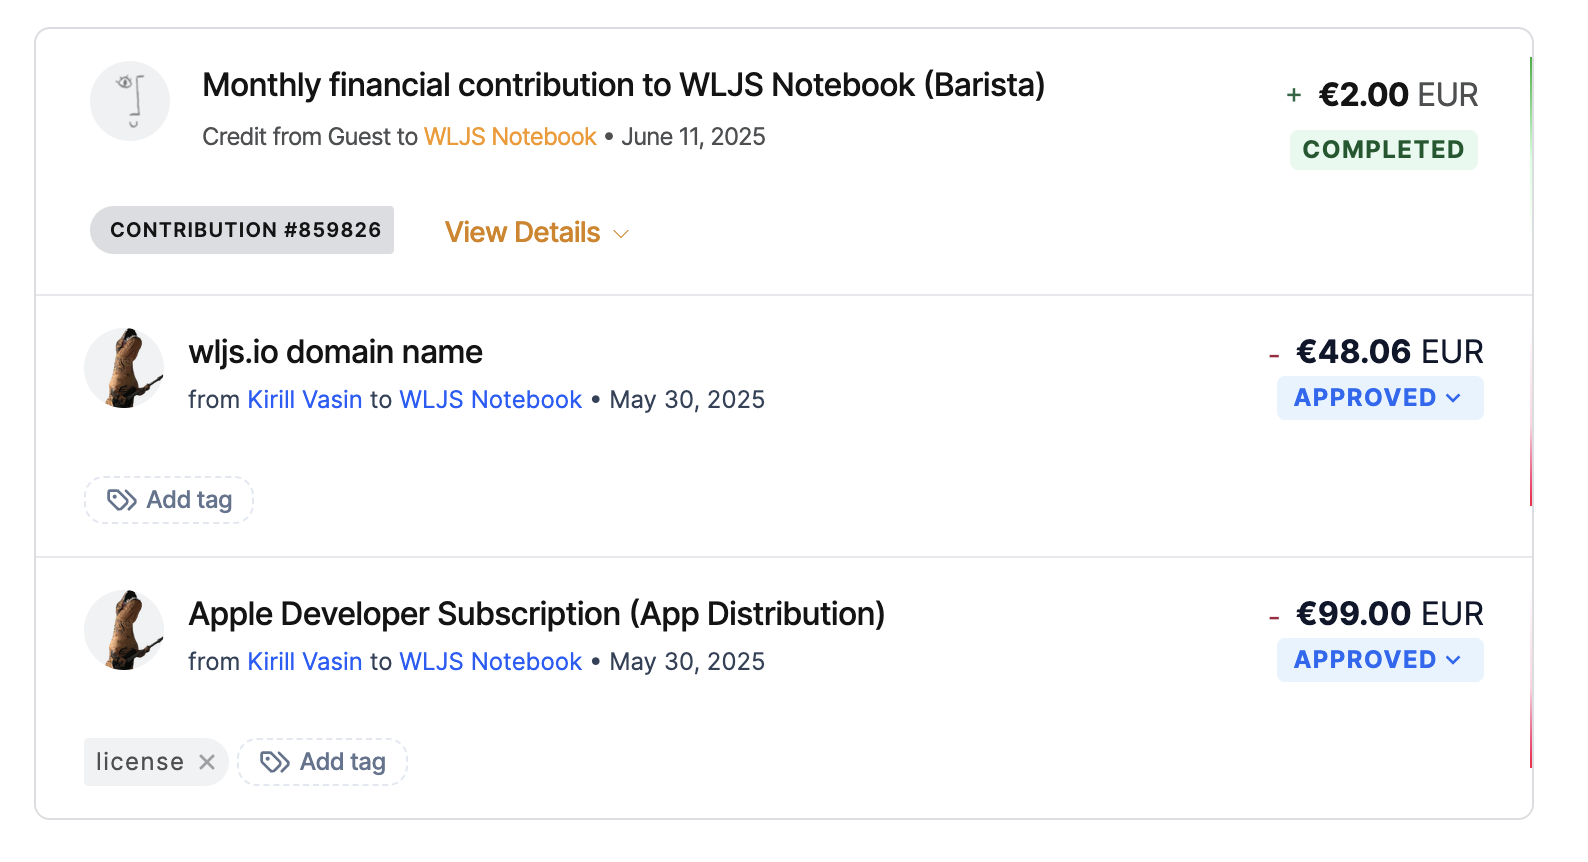 Monthly financial contribution to WLJS Notebook (Barista)
+ €2.00 EUR
Credit from Guest to WLJS Notebook • June 11, 2025
COMPLETED
CONTRIBUTION #859826
View Details
wljs.io domain name
- €48.06 EUR
from Kirill Vasin to WLJS Notebook • May 30, 2025
APPROVED
Add tag
Apple Developer Subscription (App Distribution)
- €99.00 EUR
from Kirill Vasin to WLJS Notebook • May 30, 2025
APPROVED
license
Add tag